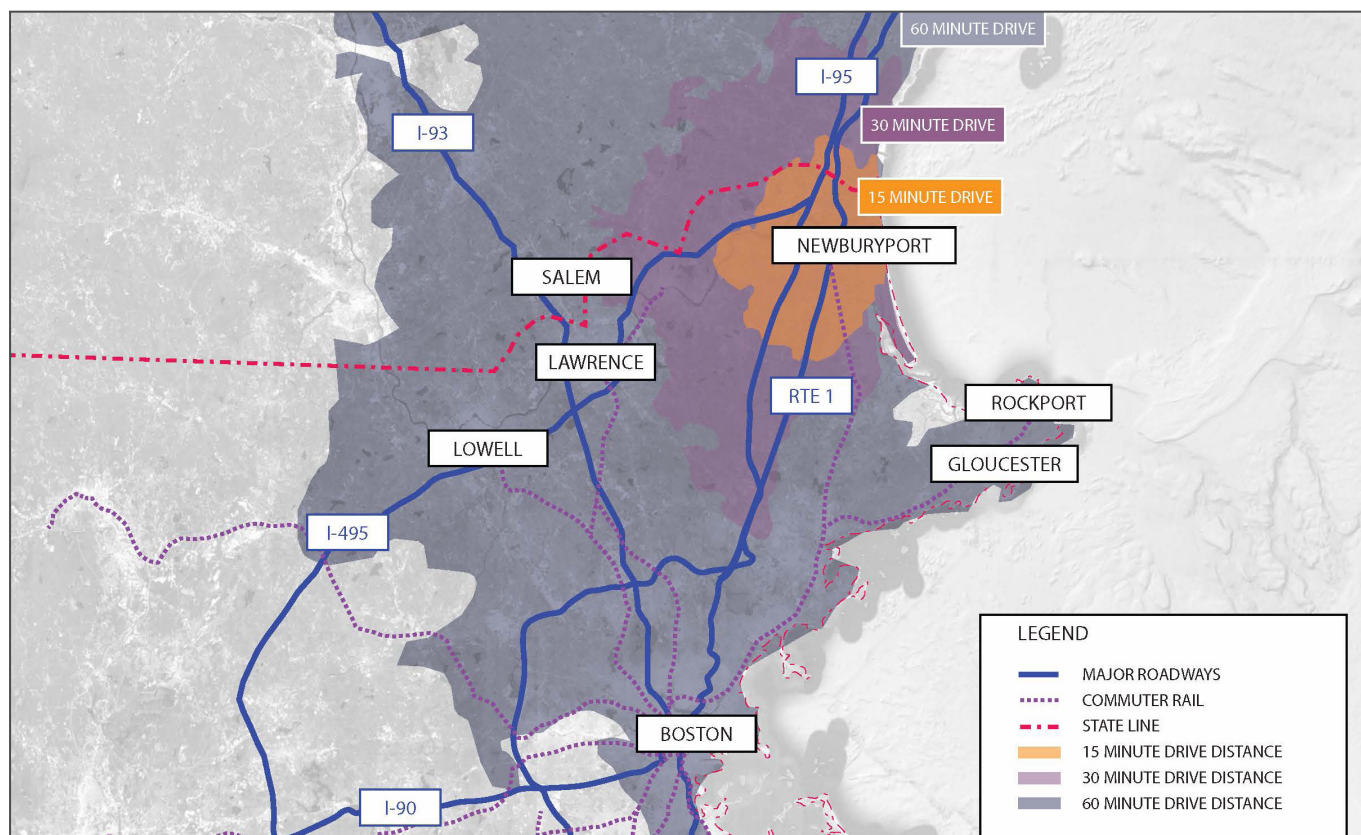 60 MINUTE DRIVE
I-95
30 MINUTE DRIVE
I-93
15 MINUTE DRIVE
NEWBURYPORT
SALEM
LAWRENCE
RTE 1
ROCKPORT
LOWELL
GLOUCESTER
I-495
BOSTON
I-90
LEGEND
MAJOR ROADWAYS
COMMUTER RAIL
STATE LINE
15 MINUTE DRIVE DISTANCE
30 MINUTE DRIVE DISTANCE
60 MINUTE DRIVE DISTANCE